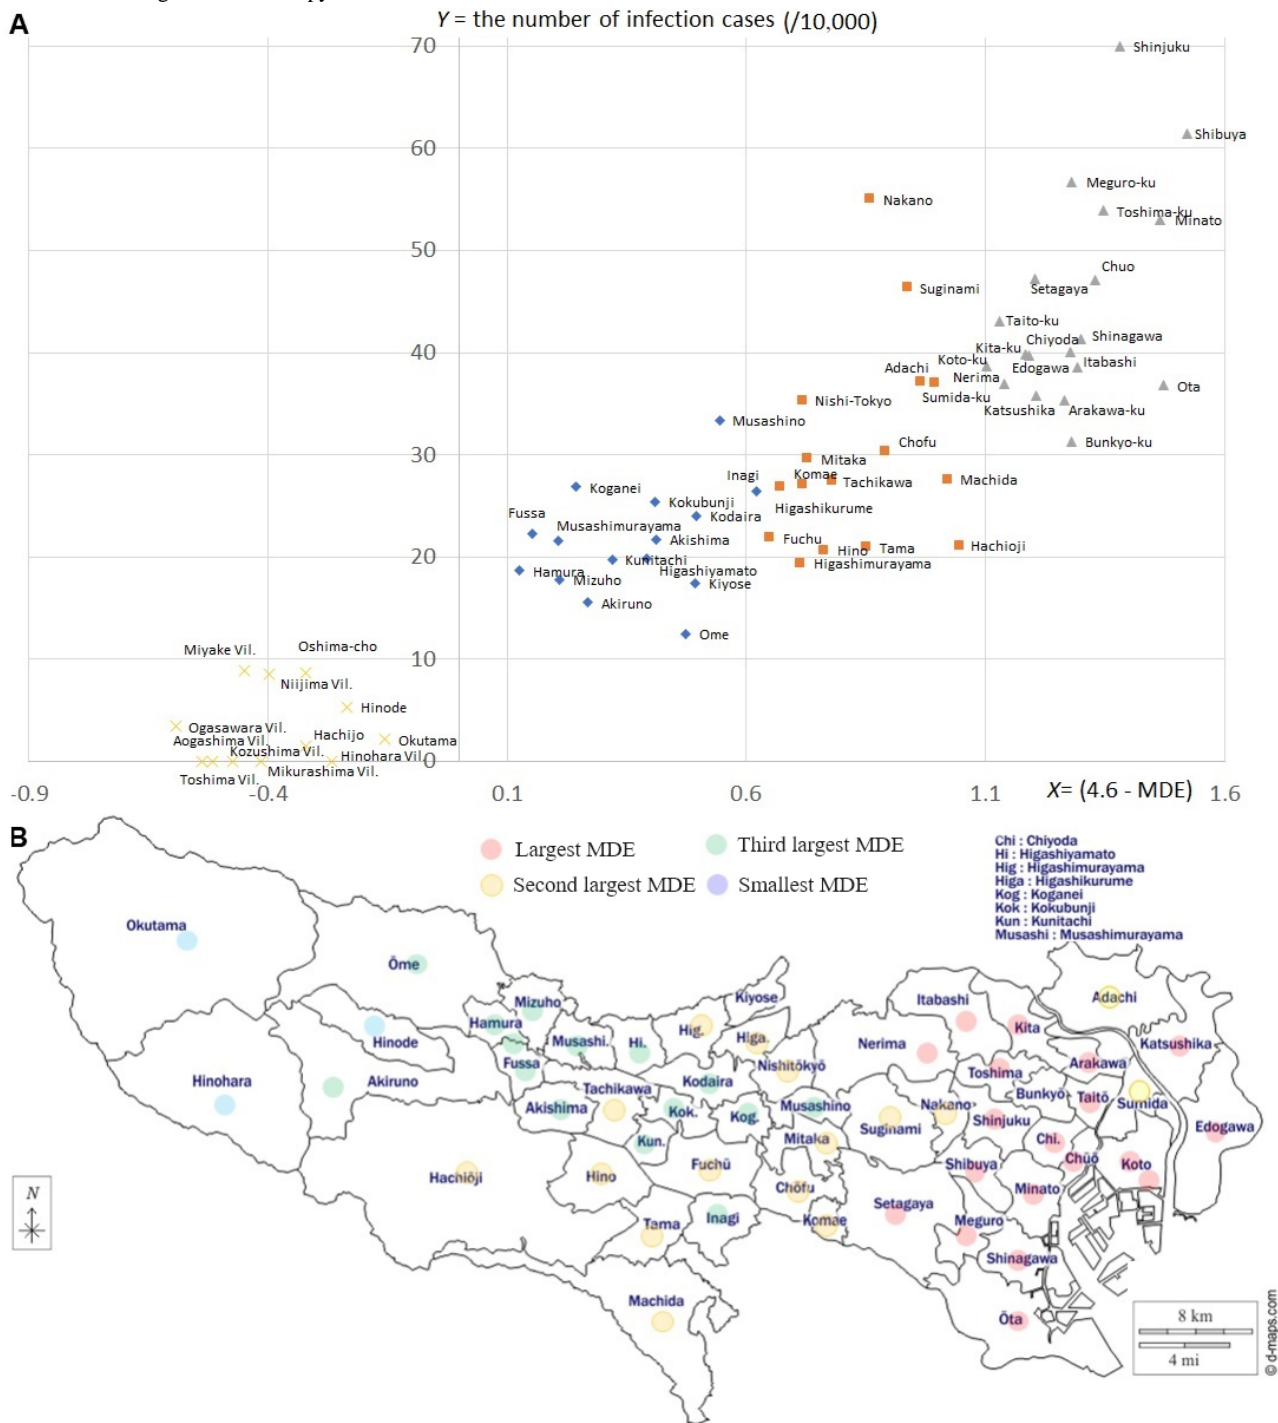 A
Y = the number of infection cases (/10,000)
70
Shinjuku
60
Shibuya
Meguro-ku
Nakano
Toshima-ku
Minato
50
Chuo
Suginami
Setagaya
Taito-ku
Shinagawa
Chiyoda
Kita-ku
40
Koto-ku
Itabashi
Adachi
Edogawa
Nerima
Ota
Sumida-ku
Nishi-Tokyo
Katsushika
Arakawa-ku
Musashino
Chofu
Bunkyo-ku
30
Mitaka
Inagi
Komae
Machida
Tachikawa
Koganei
Kokubunji
Higashikurume
Fussa
Kodaira
Musashimurayama
Akishima
Fuchu
Hachioji
Tama
Hino
20
Kunitachi
Higashimurayama
Hamura
Higashiyamato
Mizuho
Kiyose
Akiruno
Ome
Miyake Vil.
Oshima-cho
10
Niijima Vil.
Hinode
Ogasawara Vil.
Hachijo
Aogashima Vil.
Okutama
Kozushima Vil.
Hinohara Vil.
0
Mikurashima Vil.
Toshima Vil.
-0.9
-0.4
0.1
0.6
1.1
X= (4.6 - MDE)
1.6
B
Largest MDE
Third largest MDE
Second largest MDE
Smallest MDE
Chi : Chiyoda
Hi : Higashiyamato
Hig : Higashimurayama
Higa : Higashikurume
Kog : Koganei
Kok : Kokubunji
Kun : Kunitachi
Musashi : Musashimurayama
Okutama
Ōme
Mizuho
Kiyose
Itabashi
Adachi
Hamura
Hig.
Kita
Hinode
Musashi.
Hi.
Higa.
Nerima
Katsushika
Fussa
Nishitōkyō
Toshima
Arakawa
Hinohara
Akiruno
Tachikawa
Kodaira
Bunkyō
Taitō
Sumida
Akishima
Kok.
Kog.
Musashino
Nakano
Shinjuku
Suginami
Edogawa
Kun.
Mitaka
Chi.
Chūō
Hachiōji
Hino
Fuchū
Shibuya
Koto
Chōfu
Minato
Setagaya
Tama
Inagi
Komae
Meguro
Shinagawa
Machida
Ōta
N
8 km
4 mi
© d-maps.com